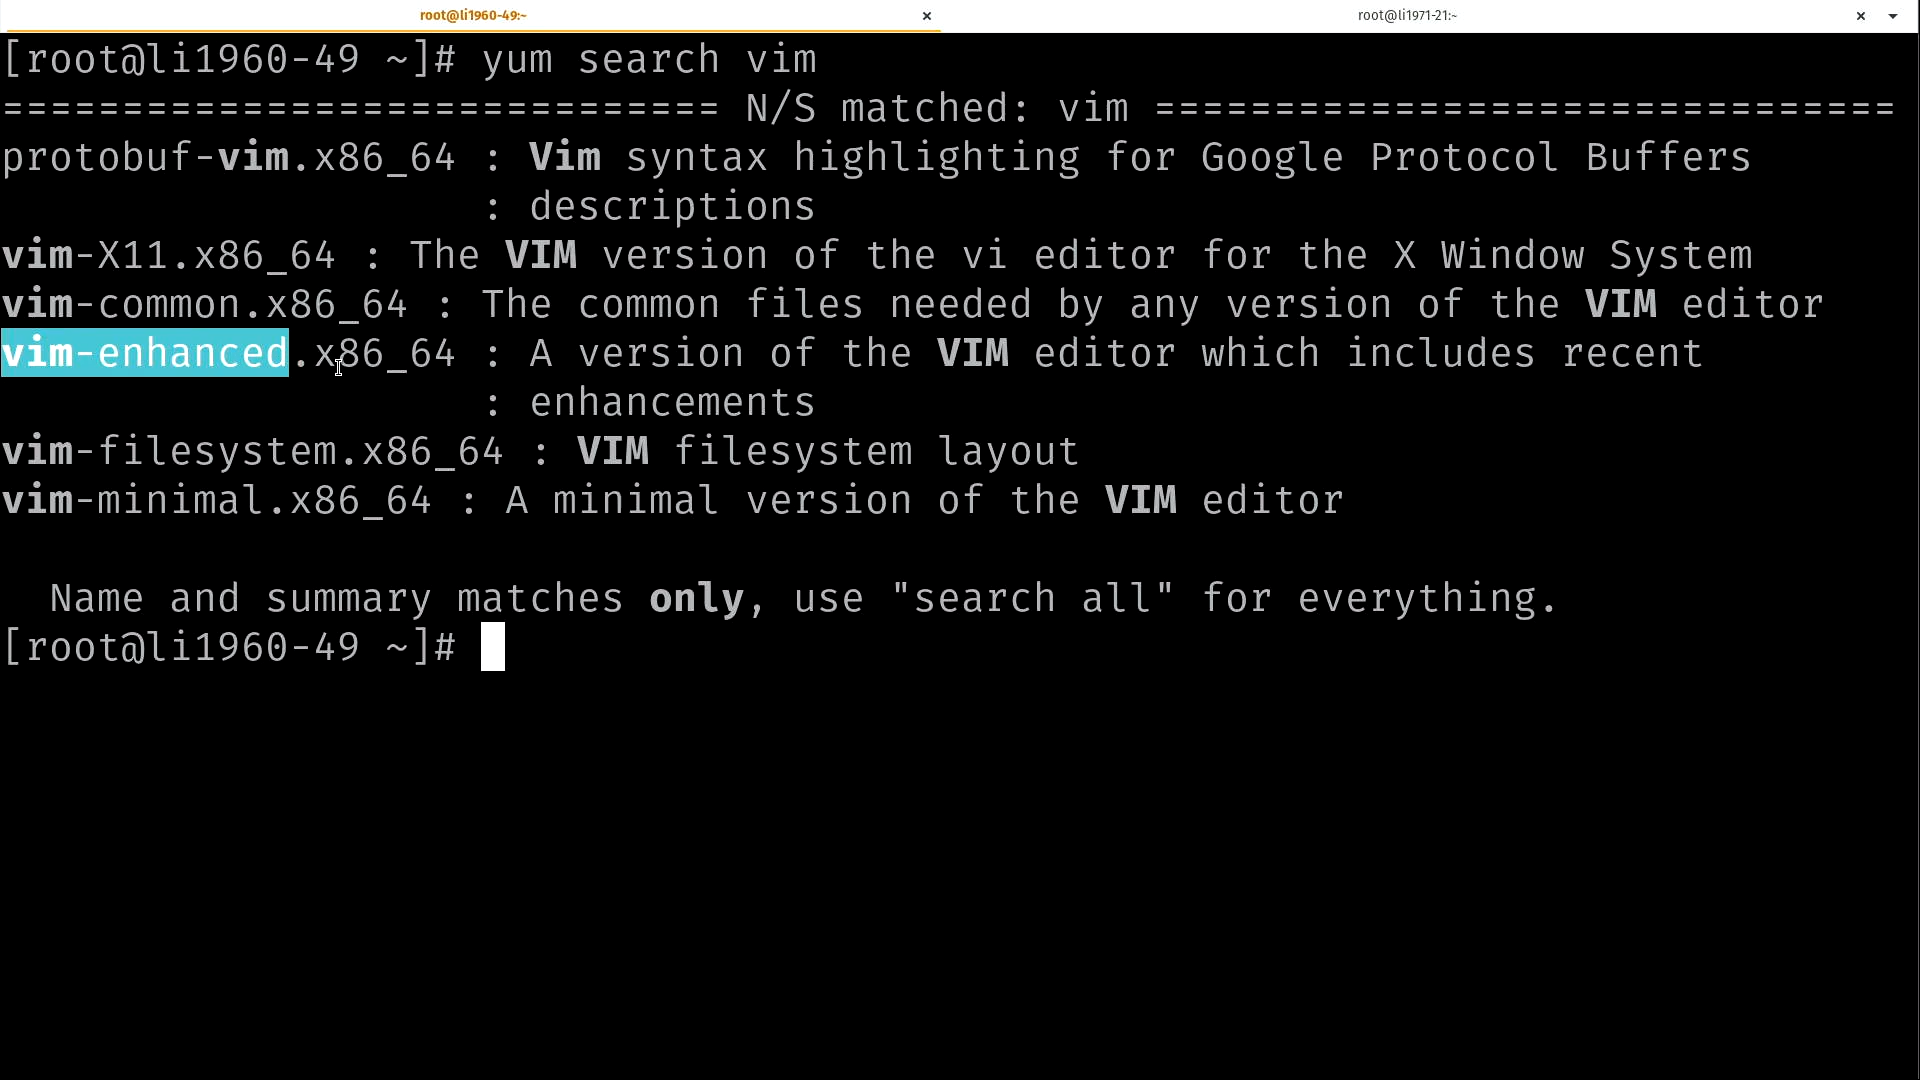 root@li1960-49:~ × root@li1971-21:~ ×
[root@li1960-49 ~]# yum search vim
============================== N/S matched: vim ===============================
protobuf-vim.x86_64 : Vim syntax highlighting for Google Protocol Buffers
                    : descriptions
vim-X11.x86_64 : The VIM version of the vi editor for the X Window System
vim-common.x86_64 : The common files needed by any version of the VIM editor
vim-enhanced.x86_64 : A version of the VIM editor which includes recent
                    : enhancements
vim-filesystem.x86_64 : VIM filesystem layout
vim-minimal.x86_64 : A minimal version of the VIM editor
  Name and summary matches only, use "search all" for everything.
[root@li1960-49 ~]#